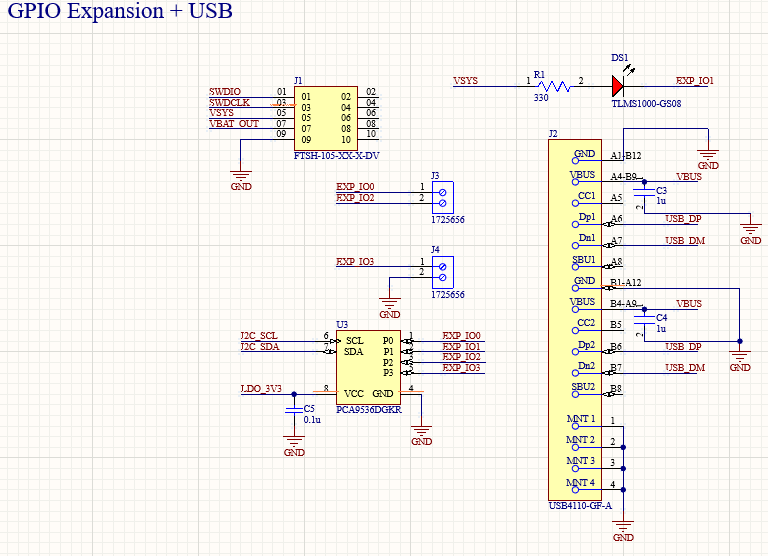 GPIO Expansion + USB
J1
SWDIO 01 01 02 02
SWDCLK 03 03 04 04
VSYS 05 05 06 06
VBAT_OUT 07 07 08 08
09 09 10 10
FTSH-105-XX-X-DV
GND
VSYS 1 R1 2
330
DS1
EXP_IO1
TLMS1000-GS08
J3
EXP_IO0 1
EXP_IO2 2
1725656
J4
EXP_IO3 1
2
1725656
GND
U3
I2C_SCL 6 SCL P0 1 EXP_IO0
I2C_SDA 7 SDA P1 2 EXP_IO1
P2 3 EXP_IO2
P3 5 EXP_IO3
LDO_3V3 8 VCC GND 4
PCA9536DGKR
C5
0.1u
GND
GND
J2
GND A1-B12
GND
VBUS A4-B9 1 VBUS
C3
1u
2
CC1 A5
Dp1 A6 USB_DP
GND
Dn1 A7 USB_DM
SBU1 A8
GND B1-A12
VBUS B4-A9 1 VBUS
C4
1u
2
CC2 B5
Dp2 B6 USB_DP
GND
Dn2 B7 USB_DM
SBU2 B8
MNT 1 1
MNT 2 2
MNT 3 3
MNT 4 4
USB4110-GF-A
GND